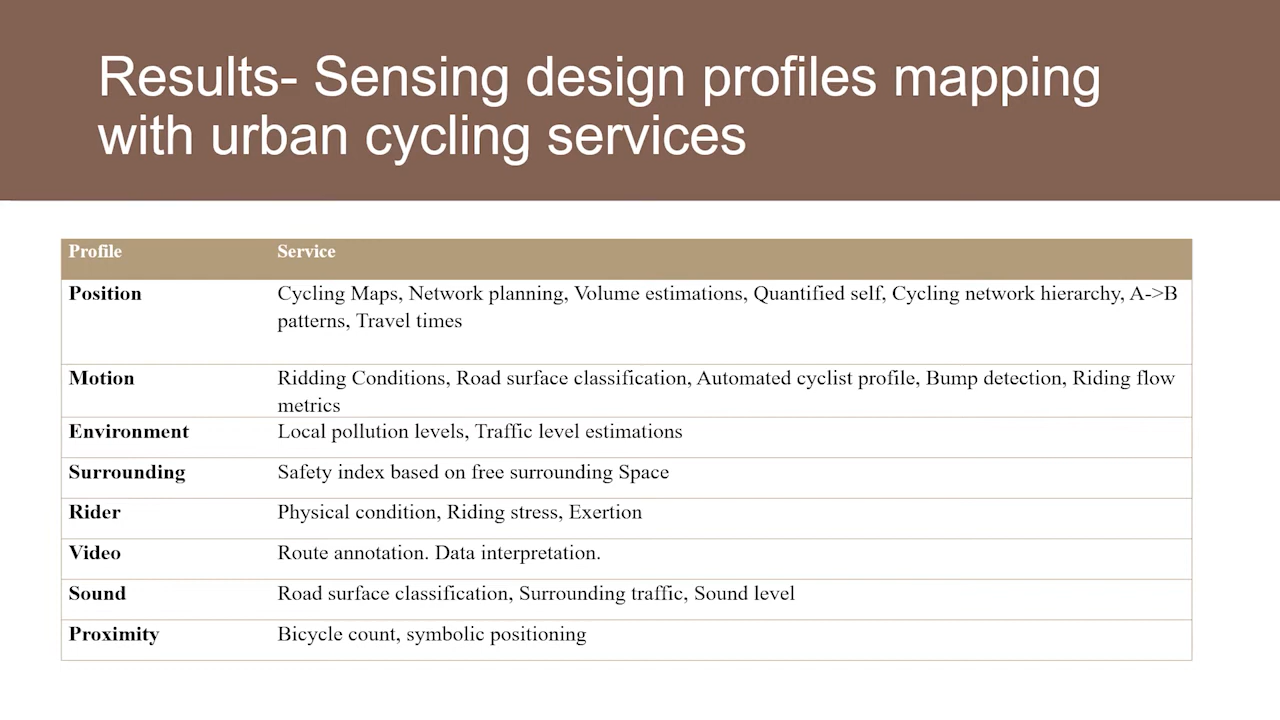 Results- Sensing design profiles mapping
with urban cycling services
Profile Service
Position Cycling Maps, Network planning, Volume estimations, Quantified self, Cycling network hierarchy, A->B
patterns, Travel times
Motion Ridding Conditions, Road surface classification, Automated cyclist profile, Bump detection, Riding flow
metrics
Environment Local pollution levels, Traffic level estimations
Surrounding Safety index based on free surrounding Space
Rider Physical condition, Riding stress, Exertion
Video Route annotation. Data interpretation.
Sound Road surface classification, Surrounding traffic, Sound level
Proximity Bicycle count, symbolic positioning